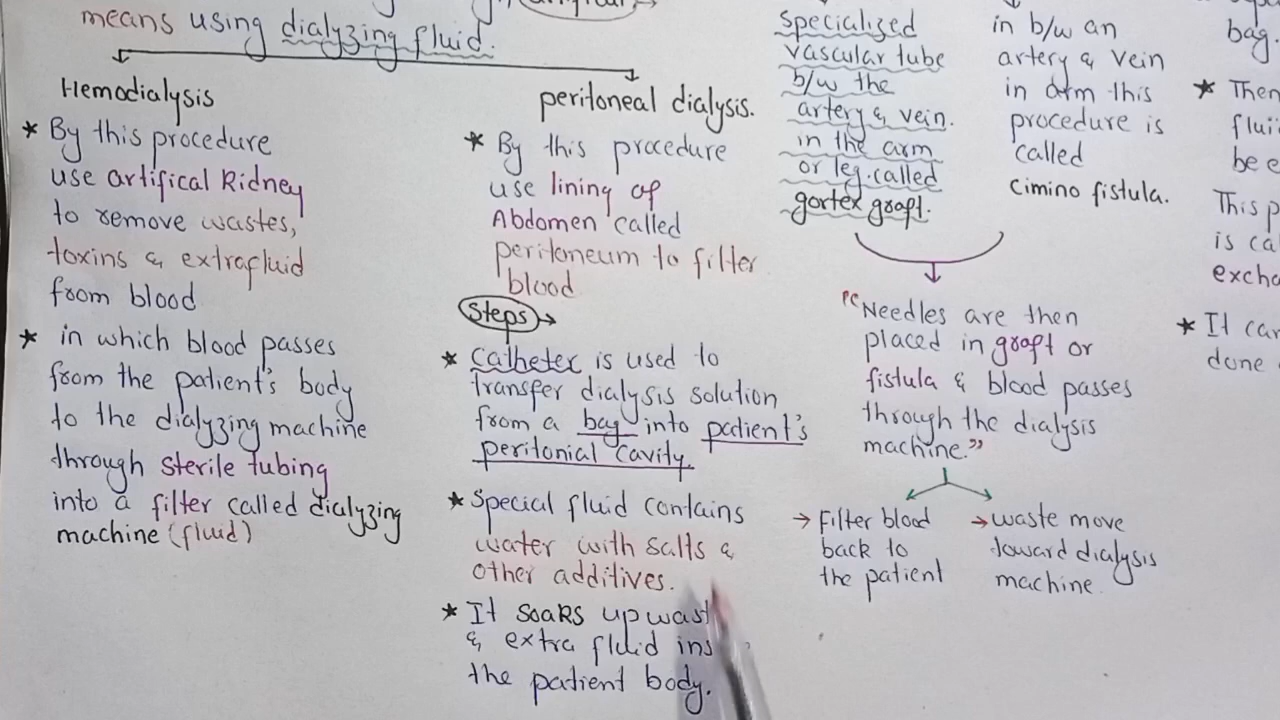 means using dialyzing fluid.
Hemodialysis
* By this procedure
use artifical Ridney
to remove wastes,
toxins & extrafluid
from blood
* in which blood passes
from the patient's body
to the dialyzing machine
through sterile tubing
into a filter called dialyzing
machine (fluid)
peritoneal dialysis.
* By this procedure
use lining of
Abdomen called
peritoneum to filter
blood
Steps →
* Catheter is used to
transfer dialysis solution
from a bag into patient's
peritonial cavity.
* Special fluid contains
water with salts &
other additives.
* It soaks up
& extra fluid
the patient body.
specialized
vascular tube
b/w the
artery & vein.
in the arm
or leg. called
gortex graft.
in b/w an
artery & vein
in arm this
procedure is
called
cimino fistula.
"Needles are then
placed in graft or
fistula & blood passes
through the dialysis
machine."
→ filter blood
back to
the patient
→ waste move
toward dialysis
machine.
bag.
* Then
be
This
is
* It
done